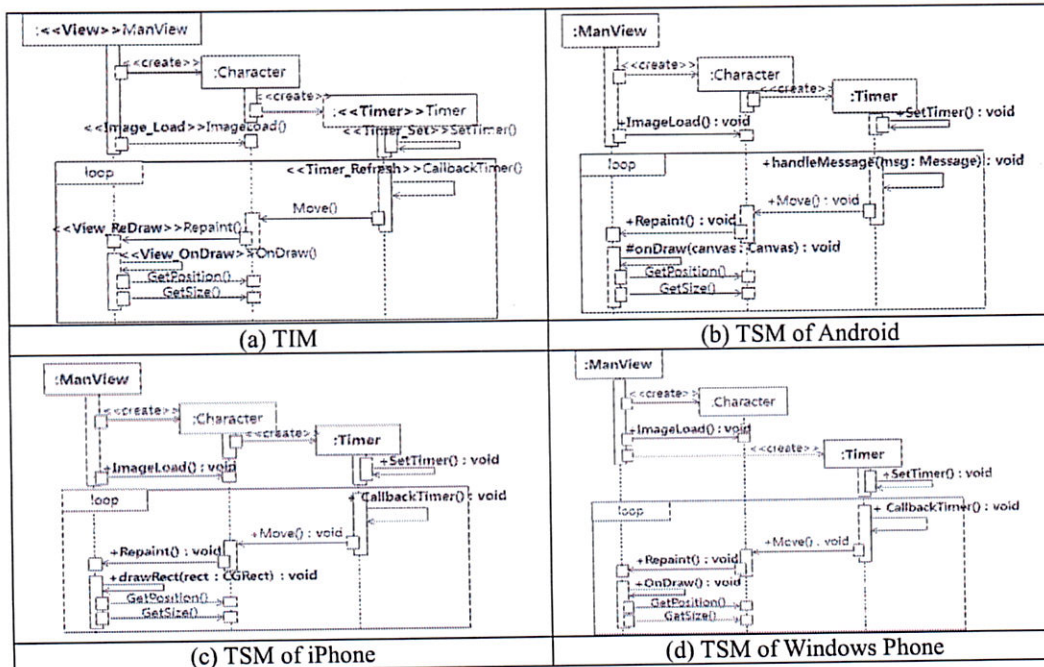 :<<View>>ManView
<<create>>
:Character
<<create>>
:<<Timer>>Timer
<<Timer_Set>>SetTimer()
<<Image_Load>>ImageLoad()
loop
<<Timer_Refresh>>CallbackTimer()
Move()
<<View_ReDraw>>Repaint()
<<View_OnDraw>>OnDraw()
GetPosition()
GetSize()
(a) TIM
:ManView
<<create>>
:Character
<<create>>
:Timer
+SetTimer() : void
+ImageLoad() : void
loop
+handleMessage(msg : Message) : void
+Move() : void
+Repaint() : void
#onDraw(canvas : Canvas) : void
GetPosition()
GetSize()
(b) TSM of Android
:ManView
<<create>>
:Character
<<create>>
:Timer
+SetTimer() : void
+ImageLoad() : void
loop
+CallbackTimer() : void
+Move() : void
+Repaint() : void
+drawRect(rect : CGRect) : void
GetPosition()
GetSize()
(c) TSM of iPhone
:ManView
<<create>>
:Character
+ImageLoad() : void
<<create>>
:Timer
+SetTimer() : void
loop
+ CallbackTimer() : void
+Move() : void
+Repaint() : void
+OnDraw() : void
GetPosition()
GetSize()
(d) TSM of Windows Phone